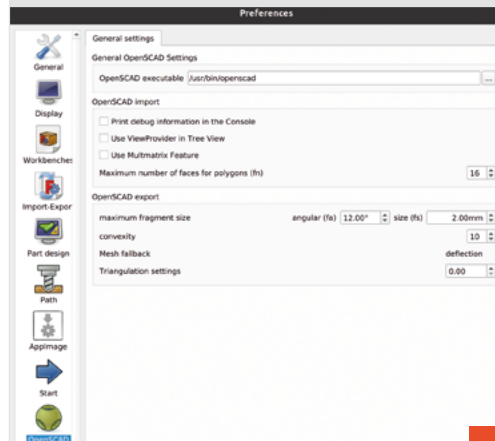 Preferences
General
Display
Workbenches
Import-Expor
Part design
Path
AppImage
Start
OpenSCAD
General settings
General OpenSCAD Settings
OpenSCAD executable /usr/bin/openscad ...
OpenSCAD import
Print debug information in the Console
Use ViewProvider in Tree View
Use Multmatrix Feature
Maximum number of faces for polygons (fn) 16
OpenSCAD export
maximum fragment size angular (fa) 12.00° size (fs) 2.00mm
convexity 10
Mesh fallback deflection
Triangulation settings 0.00